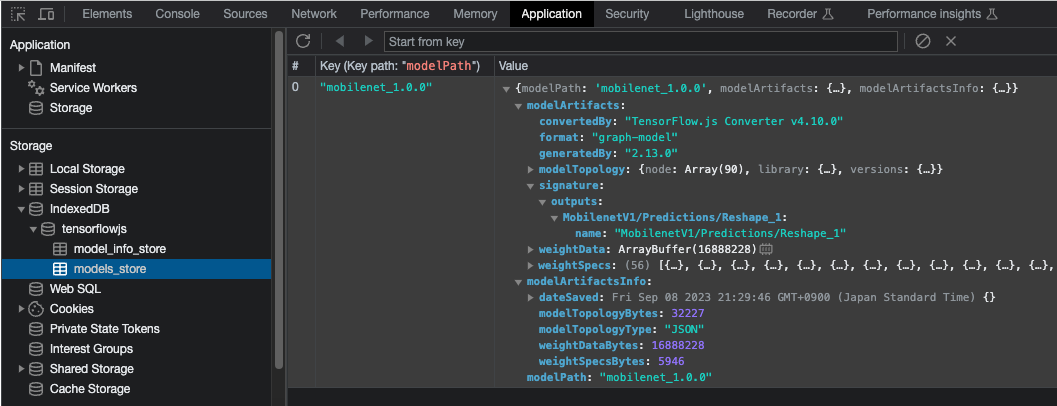 Elements Console Sources Network Performance Memory Application Security Lighthouse Recorder Performance insights
Application
Manifest
Service Workers
Storage
Storage
Local Storage
Session Storage
IndexedDB
tensorflowjs
model_info_store
models_store
Web SQL
Cookies
Private State Tokens
Interest Groups
Shared Storage
Cache Storage
Start from key
# Key (Key path: "modelPath") Value
0 "mobilenet_1.0.0" {modelPath: 'mobilenet_1.0.0', modelArtifacts: {…}, modelArtifactsInfo: {…}}
modelArtifacts:
convertedBy: "TensorFlow.js Converter v4.10.0"
format: "graph-model"
generatedBy: "2.13.0"
modelTopology: {node: Array(90), library: {…}, versions: {…}}
signature:
outputs:
MobilenetV1/Predictions/Reshape_1:
name: "MobilenetV1/Predictions/Reshape_1"
weightData: ArrayBuffer(16888228)
weightSpecs: (56) [{…}, {…}, {…}, {…}, {…}, {…}, {…}, {…}, {…}, {…}, {…}, {…},
modelArtifactsInfo:
dateSaved: Fri Sep 08 2023 21:29:46 GMT+0900 (Japan Standard Time) {}
modelTopologyBytes: 32227
modelTopologyType: "JSON"
weightDataBytes: 16888228
weightSpecsBytes: 5946
modelPath: "mobilenet_1.0.0"